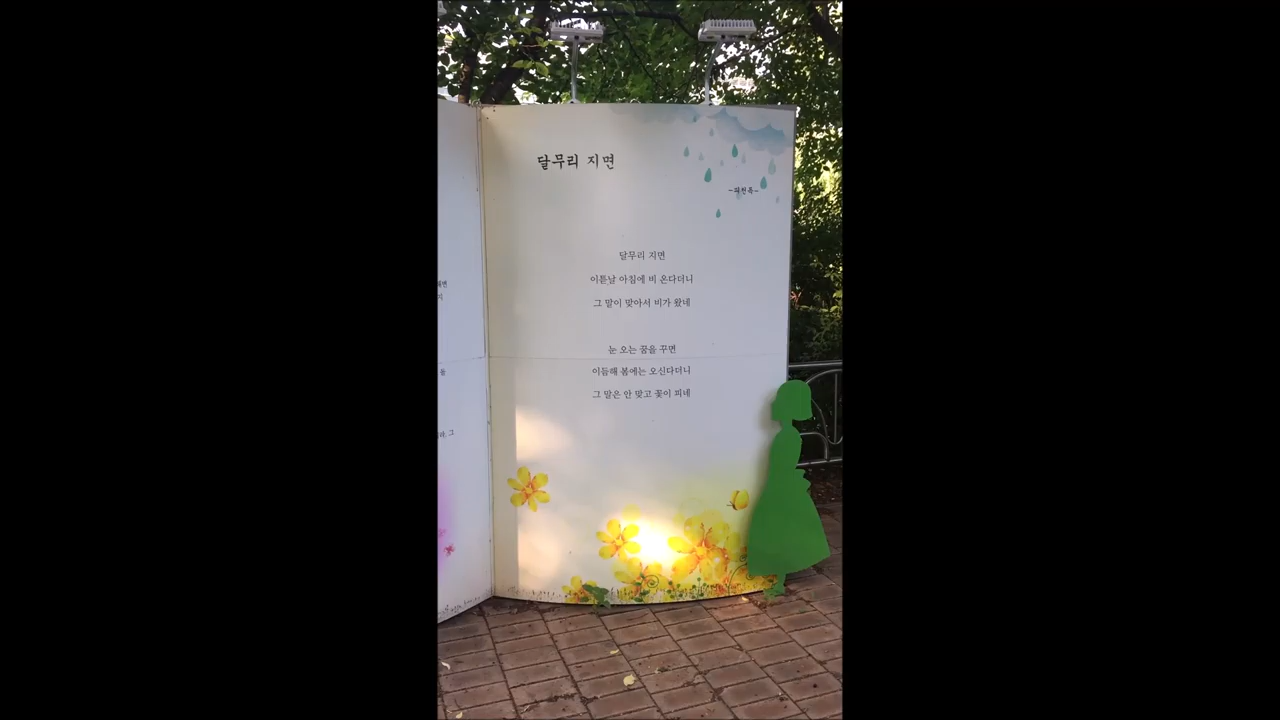 달무리 지면
-피천득-
달무리 지면
이튿날 아침에 비 온다더니
그 말이 맞아서 비가 왔네
눈 오는 꿈을 꾸면
이듬해 봄에는 오신다더니
그 말은 안 맞고 꽃이 피네